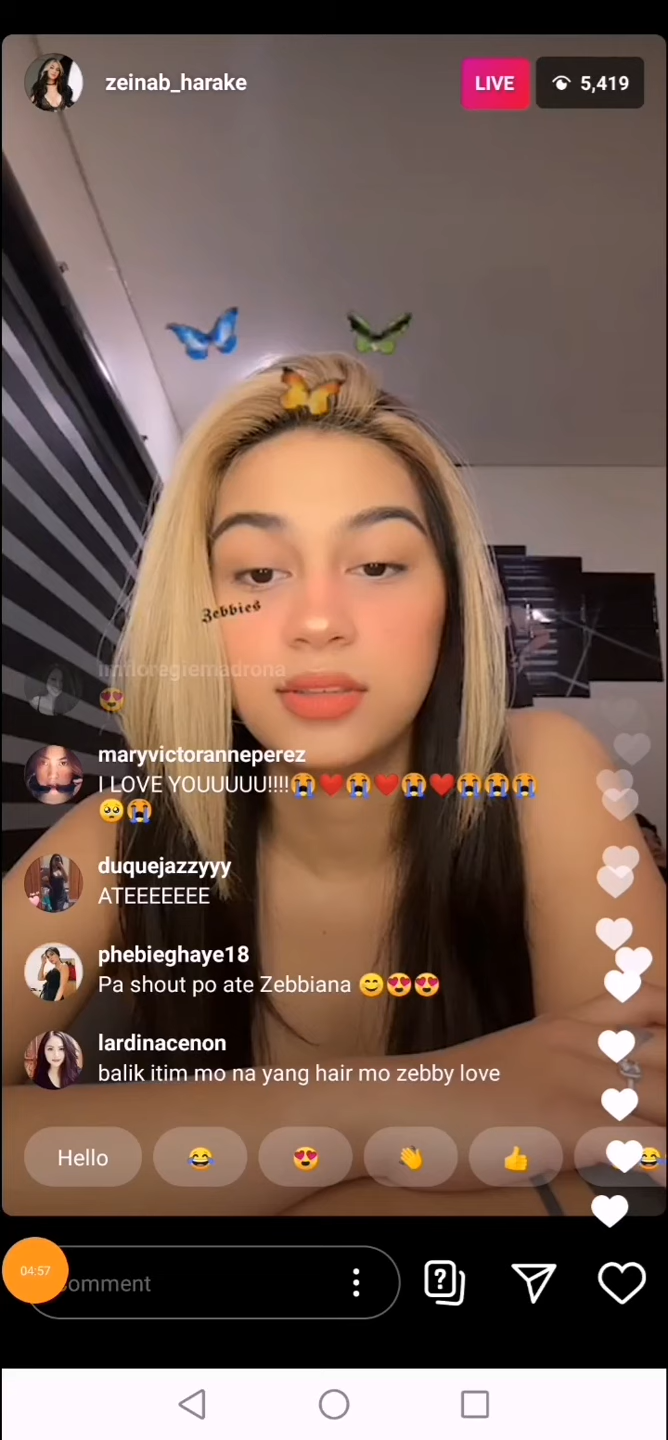 zeinab_harake
LIVE
5,419
Zebbies
imfloregiemadrona
😍
maryvictoranneperez
I LOVE YOUUUUU!!!!😭❤️😭❤️😭❤️😭😭😭
🥺😭
duquejazzyyy
ATEEEEEEE
phebieghaye18
Pa shout po ate Zebbiana 😊😍😍
lardinacenon
balik itim mo na yang hair mo zebby love
Hello 😂 😍 👋 👍 😂
04:57
omment